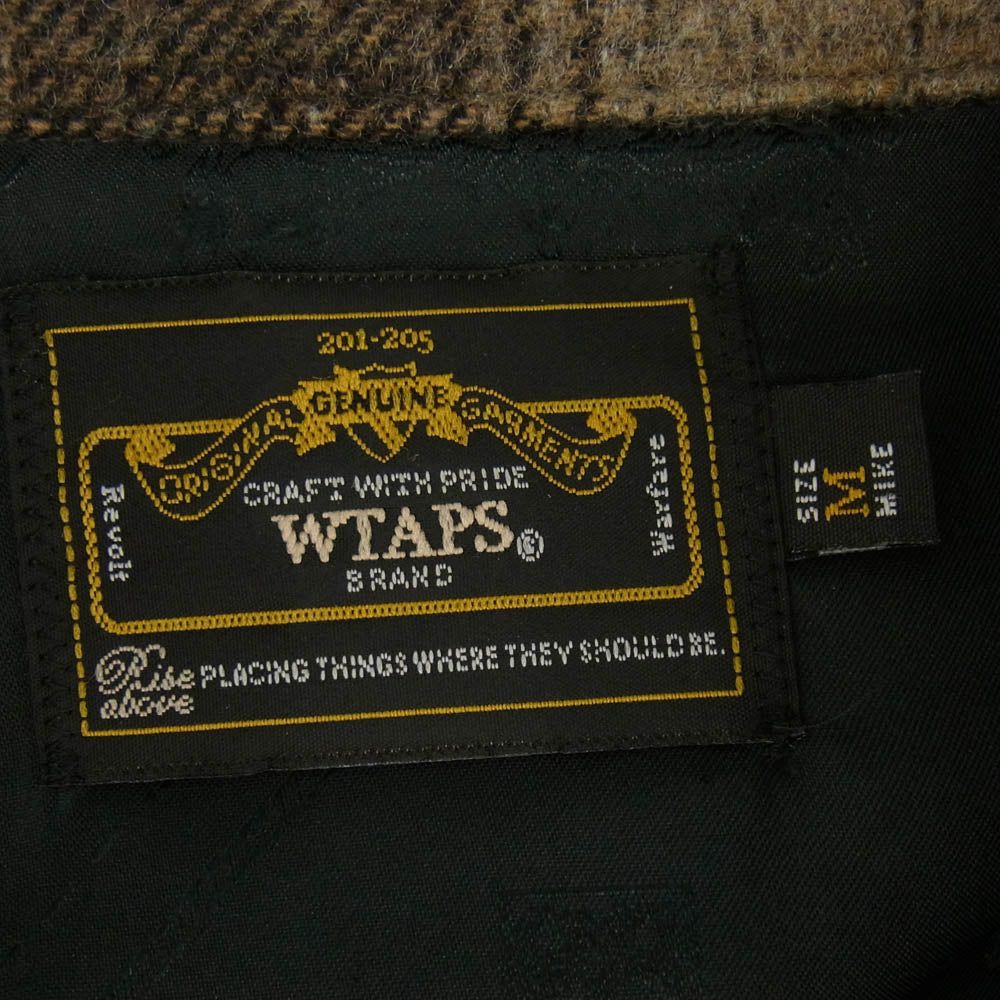 201-205
ORIGINAL GENUINE GARMENTS
CRAFT WITH PRIDE
WTAPS®
BRAND
Revolt
Warfare
Rise above
PLACING THINGS WHERE THEY SHOULD BE.
SIZE
M
MIKE